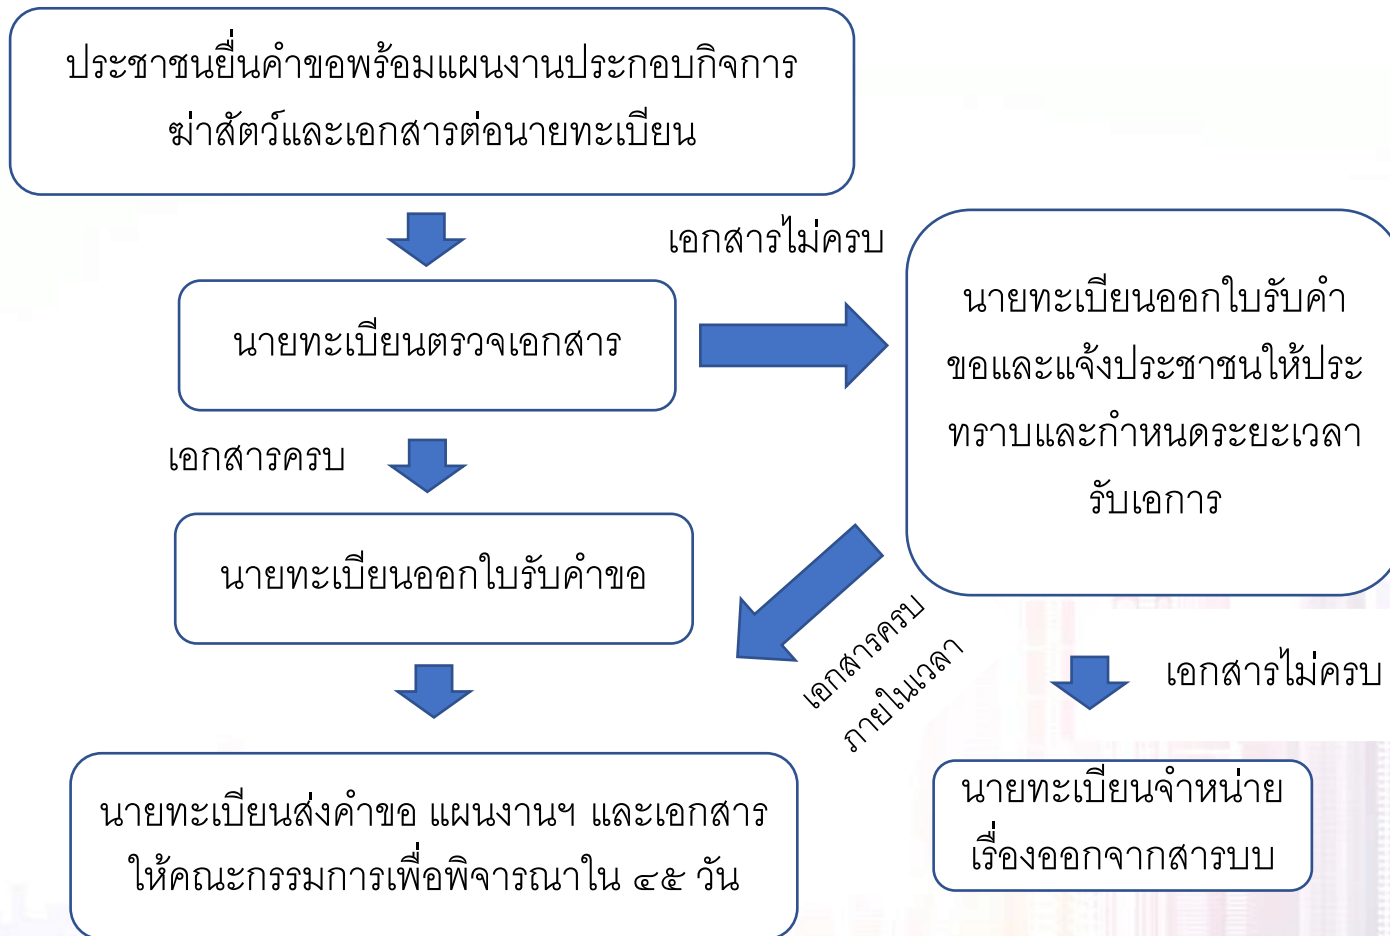 ประชาชนยื่นคำขอพร้อมแผนงานประกอบกิจการ
ฆ่าสัตว์และเอกสารต่อนายทะเบียน
เอกสารไม่ครบ
นายทะเบียนตรวจเอกสาร
นายทะเบียนออกใบรับคำ
ขอและแจ้งประชาชนให้ประ
ทราบและกำหนดระยะเวลา
รับเอการ
เอกสารครบ
นายทะเบียนออกใบรับคำขอ
เอกสารครบ
ภายในเวลา
เอกสารไม่ครบ
นายทะเบียนส่งคำขอ แผนงานฯ และเอกสาร
ให้คณะกรรมการเพื่อพิจารณาใน ๔๕ วัน
นายทะเบียนจำหน่าย
เรื่องออกจากสารบบ